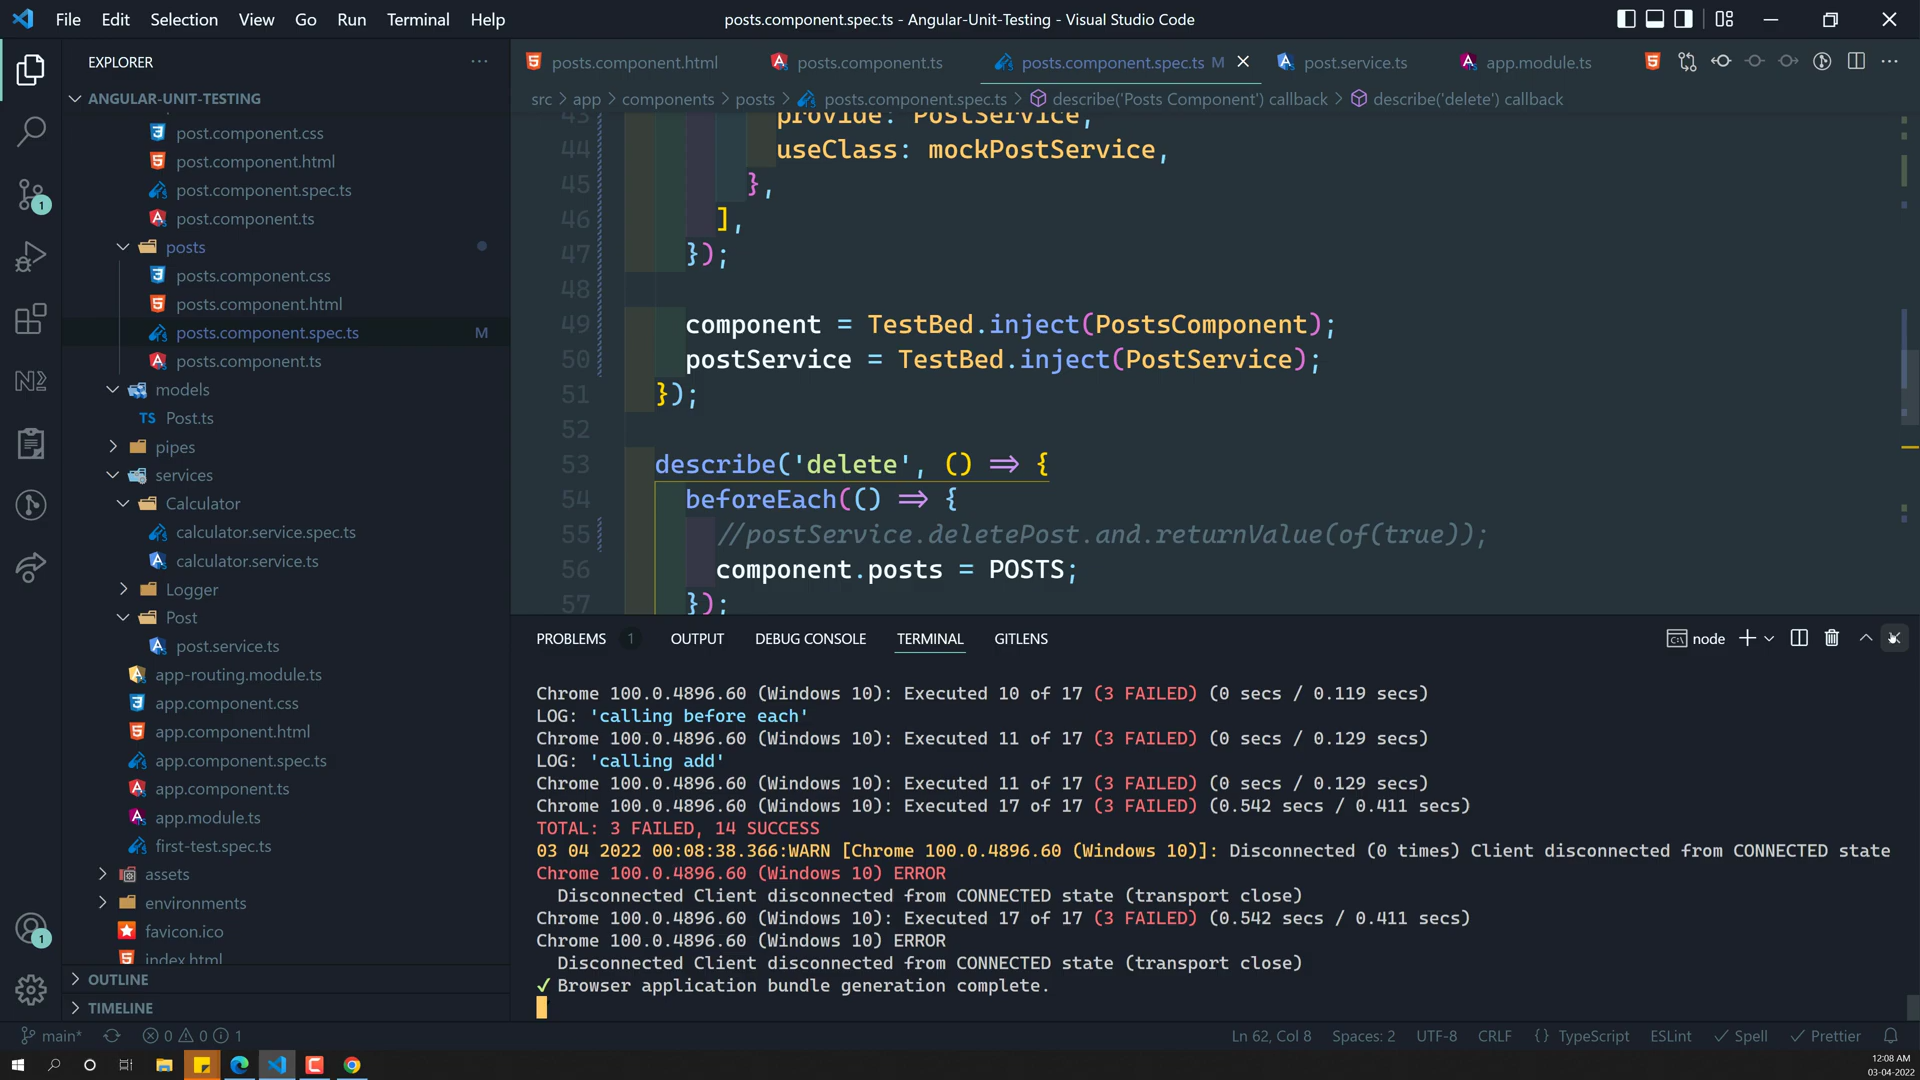 File Edit Selection View Go Run Terminal Help
posts.component.spec.ts - Angular-Unit-Testing - Visual Studio Code
EXPLORER
ANGULAR-UNIT-TESTING
post.component.css
post.component.html
post.component.spec.ts
post.component.ts
posts
posts.component.css
posts.component.html
posts.component.spec.ts M
posts.component.ts
models
TS Post.ts
pipes
services
Calculator
calculator.service.spec.ts
calculator.service.ts
Logger
Post
post.service.ts
app-routing.module.ts
app.component.css
app.component.html
app.component.spec.ts
app.component.ts
app.module.ts
first-test.spec.ts
assets
environments
favicon.ico
index.html
OUTLINE
TIMELINE
posts.component.html posts.component.ts posts.component.spec.ts M post.service.ts app.module.ts
src > app > components > posts > posts.component.spec.ts > describe('Posts Component') callback > describe('delete') callback
43 provide: PostService,
44 useClass: mockPostService,
45 },
46 ],
47 });
48
49 component = TestBed.inject(PostsComponent);
50 postService = TestBed.inject(PostService);
51 });
52
53 describe('delete', () => {
54 beforeEach(() => {
55 //postService.deletePost.and.returnValue(of(true));
56 component.posts = POSTS;
57 });
PROBLEMS 1 OUTPUT DEBUG CONSOLE TERMINAL GITLENS
node
Chrome 100.0.4896.60 (Windows 10): Executed 10 of 17 (3 FAILED) (0 secs / 0.119 secs)
LOG: 'calling before each'
Chrome 100.0.4896.60 (Windows 10): Executed 11 of 17 (3 FAILED) (0 secs / 0.129 secs)
LOG: 'calling add'
Chrome 100.0.4896.60 (Windows 10): Executed 11 of 17 (3 FAILED) (0 secs / 0.129 secs)
Chrome 100.0.4896.60 (Windows 10): Executed 17 of 17 (3 FAILED) (0.542 secs / 0.411 secs)
TOTAL: 3 FAILED, 14 SUCCESS
03 04 2022 00:08:38.366:WARN [Chrome 100.0.4896.60 (Windows 10)]: Disconnected (0 times) Client disconnected from CONNECTED state
Chrome 100.0.4896.60 (Windows 10) ERROR
Disconnected Client disconnected from CONNECTED state (transport close)
Chrome 100.0.4896.60 (Windows 10): Executed 17 of 17 (3 FAILED) (0.542 secs / 0.411 secs)
Chrome 100.0.4896.60 (Windows 10) ERROR
Disconnected Client disconnected from CONNECTED state (transport close)
✓ Browser application bundle generation complete.
main* 0 0 1
Ln 62, Col 8 Spaces: 2 UTF-8 CRLF {} TypeScript ESLint ✓ Spell ✓ Prettier
12:08 AM
03-04-2022